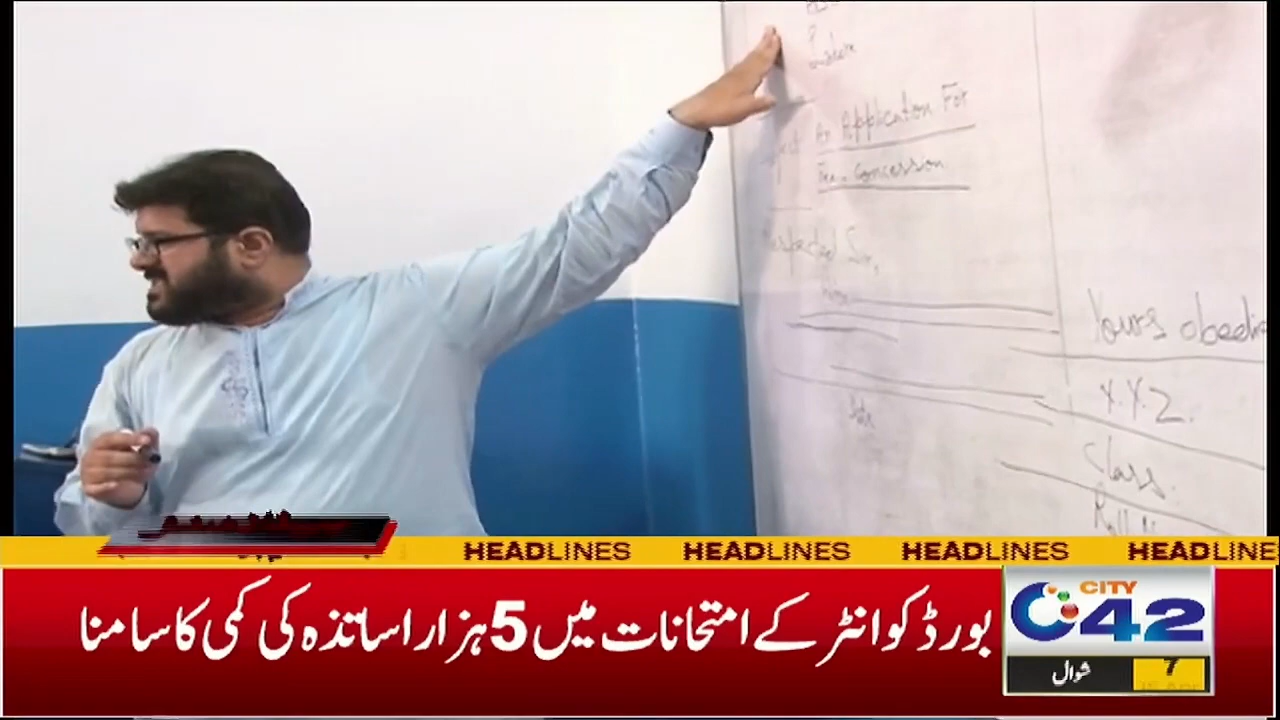 An Application For
Fee Concession
Sir,
Yours obedie
X.Y.Z.
Class
HEADLINES HEADLINES HEADLINES HEADLINE
بورڈ کو انٹر کے امتحانات میں 5 ہزار اساتذہ کی کمی کا سامنا
CITY
42
7
شوال